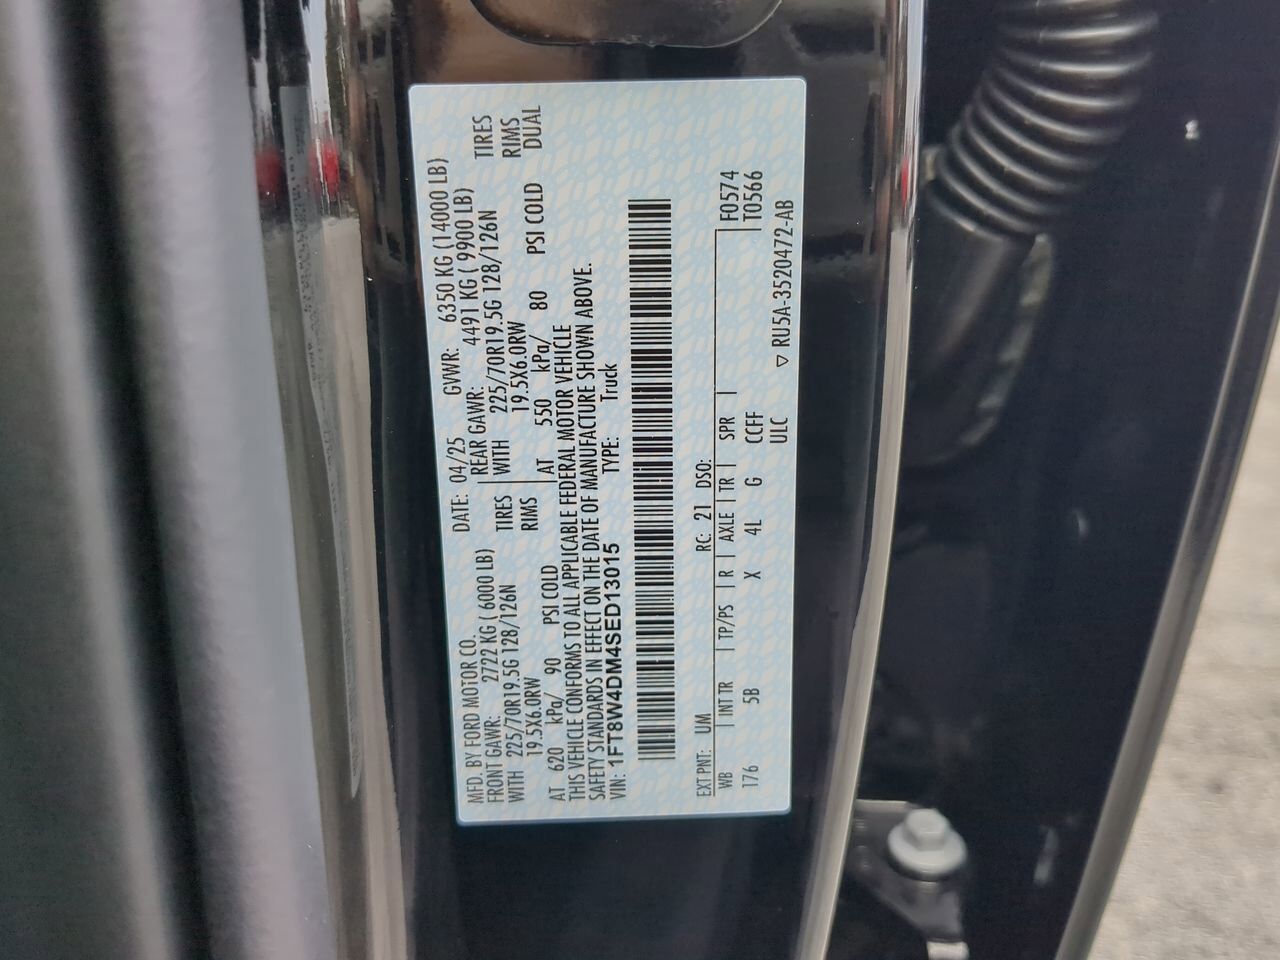 MFD. BY FORD MOTOR CO.
DATE: 04/25 GVWR: 6350 KG (14000 LB)
FRONT GAWR: 2722 KG ( 6000 LB) REAR GAWR: 4491 KG ( 9900 LB)
WITH 225/70R19.5G 128/126N TIRES WITH 225/70R19.5G 128/126N TIRES
19.5X6.0RW RIMS 19.5X6.0RW RIMS
AT 620 kPa/ 90 PSI COLD AT 550 kPa/ 80 PSI COLD DUAL
THIS VEHICLE CONFORMS TO ALL APPLICABLE FEDERAL MOTOR VEHICLE
SAFETY STANDARDS IN EFFECT ON THE DATE OF MANUFACTURE SHOWN ABOVE.
VIN: 1FT8W4DM4SED13015 TYPE: Truck
EXT PNT: UM RC: 21 DSO: F0574
WB INT TR TP/PS R AXLE TR SPR T0566
176 5B X 4L G CCFF
UIC ▽ RU5A-3520472-AB